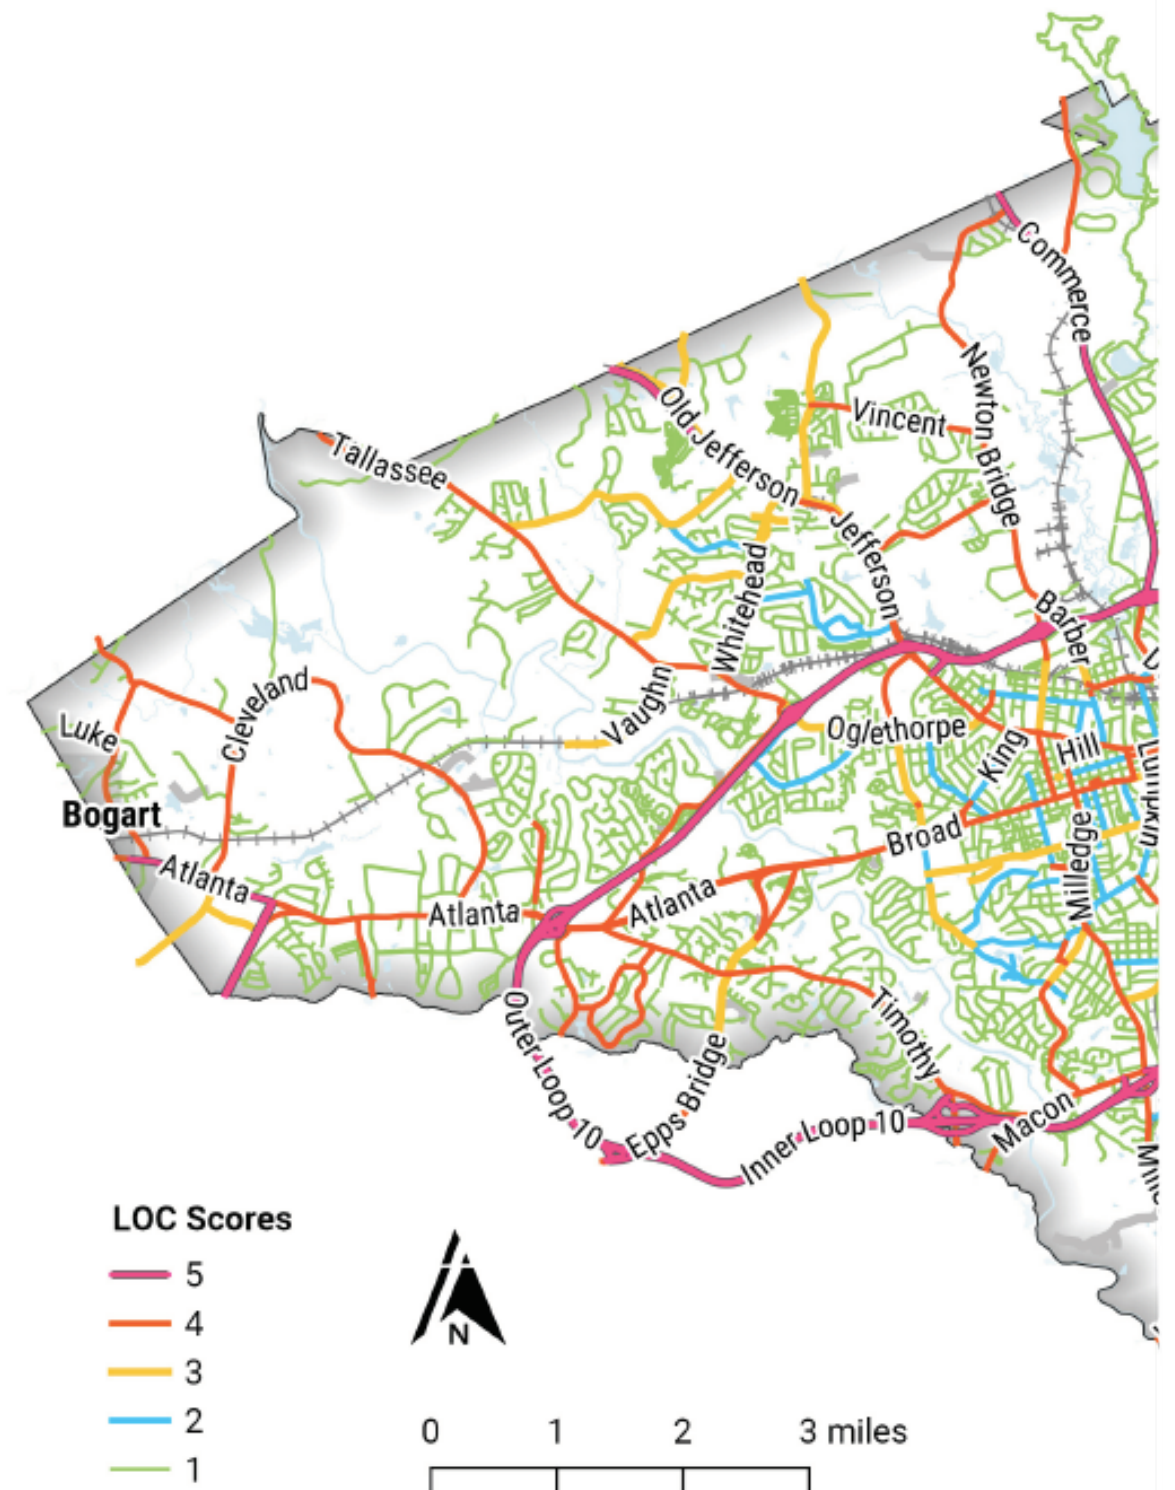 Commerce
Newton Bridge
Vincent
Old Jefferson
Tallassee
Jefferson
Whitehead
Barber
Vaughn
Cleveland
Luke
Oglethorpe
King
Hill
Lumpkin
Bogart
Broad
Milledge
Atlanta
Atlanta
Atlanta
Timothy
Outer Loop 10
Epps Bridge
Inner Loop 10
Macon
LOC Scores
5
4
3
2
1
N
0 1 2 3 miles